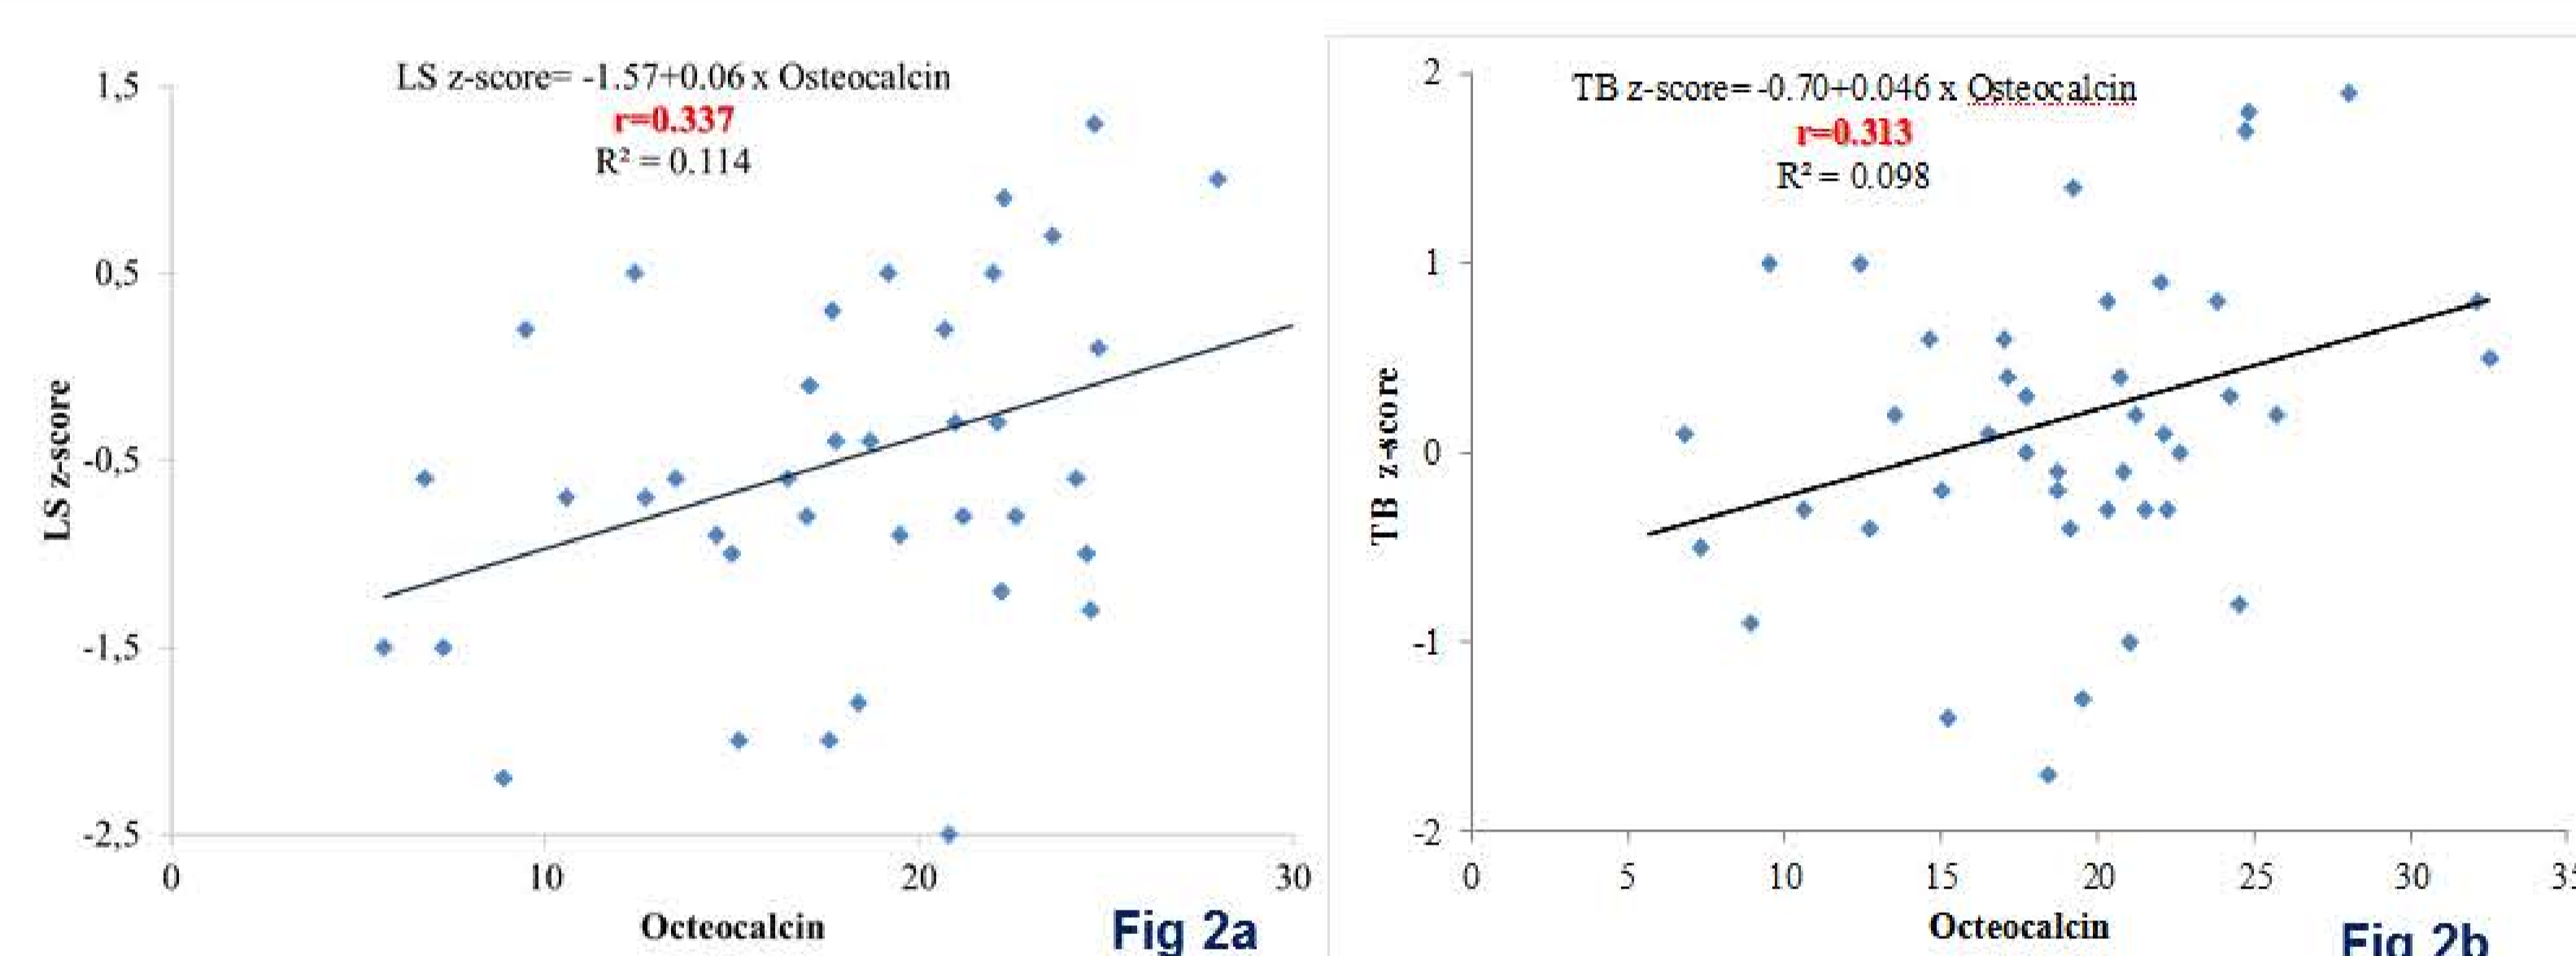 LS z-score= -1.57+0.06 x Osteocalcin
r=0.337
R² = 0.114
1,5
0,5
-0,5
-1,5
-2,5
LS z-score
0 10 20 30
Octeocalcin
Fig 2a
TB z-score= -0.70+0.046 x Osteocalcin
r=0.313
R² = 0.098
2
1
0
-1
-2
TB z-score
0 5 10 15 20 25 30 35
Octeocalcin
Fig 2b